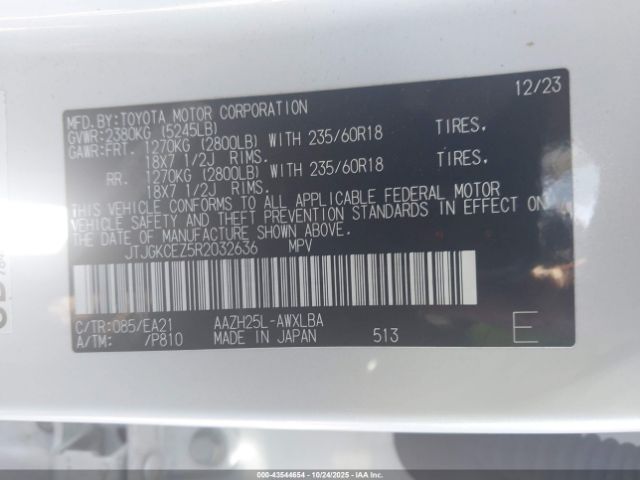 12/23
MFD.BY:TOYOTA MOTOR CORPORATION
GVWR:2380KG (5245LB)
GAWR:FRT. 1270KG (2800LB) WITH 235/60R18 TIRES,
18X7 1/2J RIMS.
RR. 1270KG (2800LB) WITH 235/60R18 TIRES,
18X7 1/2J RIMS.
THIS VEHICLE CONFORMS TO ALL APPLICABLE FEDERAL MOTOR
VEHICLE SAFETY AND THEFT PREVENTION STANDARDS IN EFFECT ON
THE DATE OF MANUFACTURE SHOWN ABOVE.
JTJGKCEZ5R2032636 MPV
C/TR:085/EA21 AAZH25L-AWXLBA
A/TM: /P810 MADE IN JAPAN 513 E
000-43544654 | 10/24/2025 | IAAI.COM